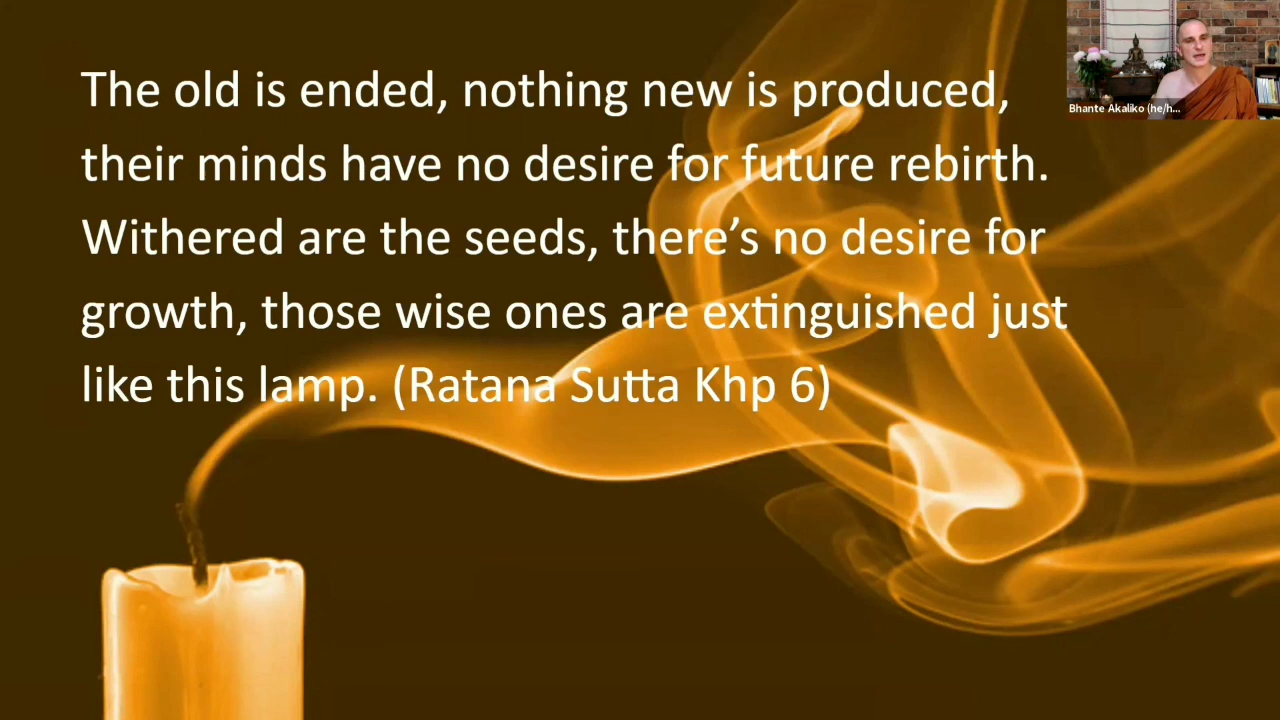 The old is ended, nothing new is produced,
their minds have no desire for future rebirth.
Withered are the seeds, there’s no desire for
growth, those wise ones are extinguished just
like this lamp. (Ratana Sutta Khp 6)
Bhante Akaliko (he/h...